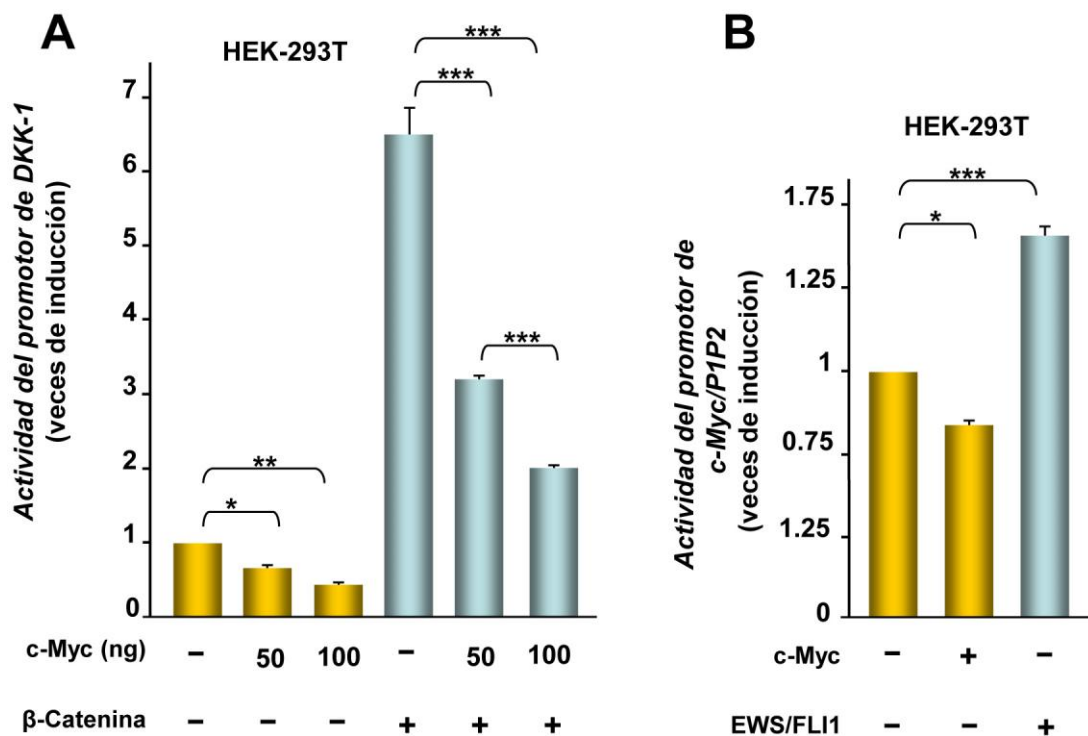 A
HEK-293T
Actividad del promotor de DKK-1
(veces de inducción)
7
6
5
4
3
2
1
0
***
***
***
**
*
c-Myc (ng)
– 50 100 – 50 100
β-Catenina
– – – + + +
B
HEK-293T
Actividad del promotor de
c-Myc/P1P2
(veces de inducción)
1.75
1.25
1
0.75
1.25
0
***
*
c-Myc
– + –
EWS/FLI1
– – +